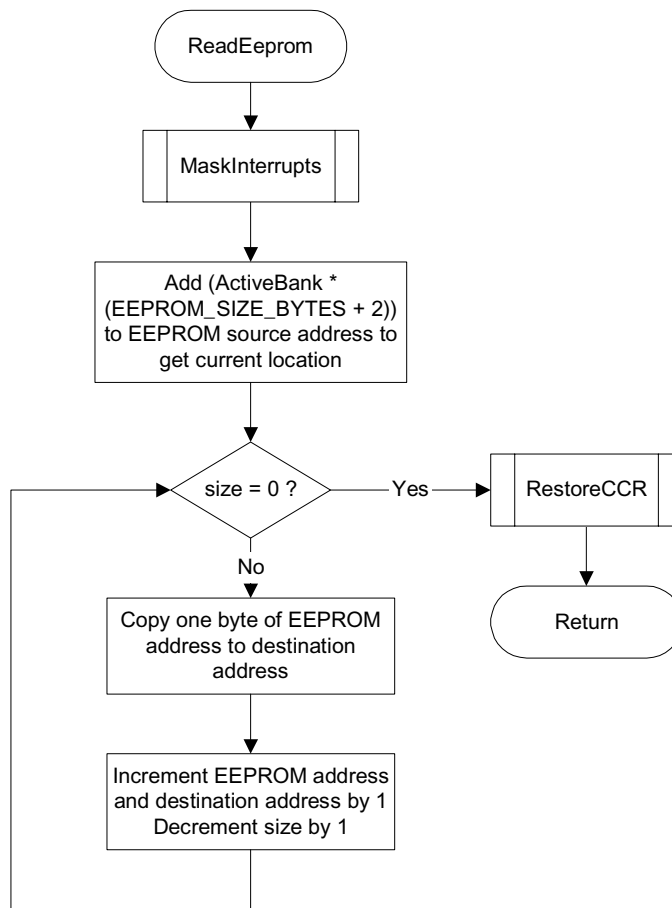 ReadEeprom
MaskInterrupts
Add (ActiveBank *
(EEPROM_SIZE_BYTES + 2))
to EEPROM source address to
get current location
size = 0 ?
Yes
RestoreCCR
No
Return
Copy one byte of EEPROM
address to destination
address
Increment EEPROM address
and destination address by 1
Decrement size by 1